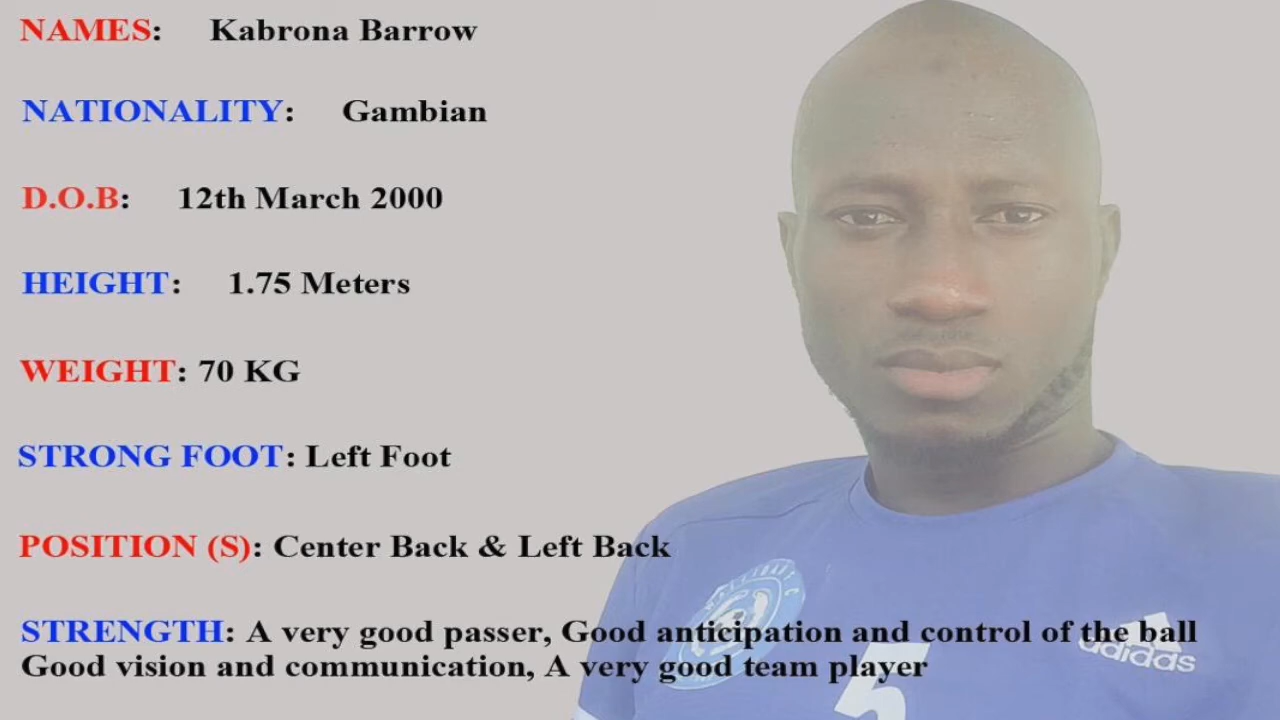 NAMES: Kabrona Barrow
NATIONALITY: Gambian
D.O.B: 12th March 2000
HEIGHT: 1.75 Meters
WEIGHT: 70 KG
STRONG FOOT: Left Foot
POSITION (S): Center Back & Left Back
STRENGTH: A very good passer, Good anticipation and control of the ball
Good vision and communication, A very good team player
adidas
5